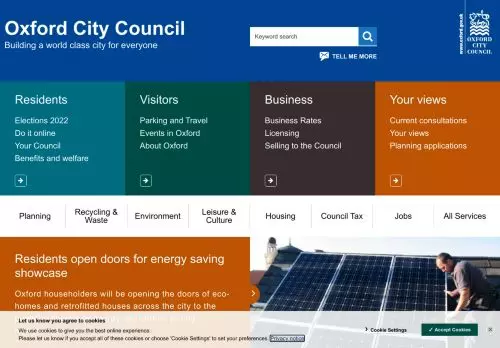 Oxford City Council
Building a world class city for everyone
Keyword search
TELL ME MORE
www.oxford.gov.uk
OXFORD
CITY
COUNCIL
Residents
Elections 2022
Do it online
Your Council
Benefits and welfare
Visitors
Parking and Travel
Events in Oxford
About Oxford
Business
Business Rates
Licensing
Selling to the Council
Your views
Current consultations
Your views
Planning applications
Planning
Recycling &
Waste
Environment
Leisure &
Culture
Housing
Council Tax
Jobs
All Services
Residents open doors for energy saving
showcase
Oxford householders will be opening the doors of eco-
homes and retrofitted houses across the city to the
Let us know you agree to cookies
We use cookies to give you the best online experience.
Please let us know if you accept all of these cookies or choose 'Cookie Settings' to set your preferences. Privacy notice
Cookie Settings
✓ Accept Cookies